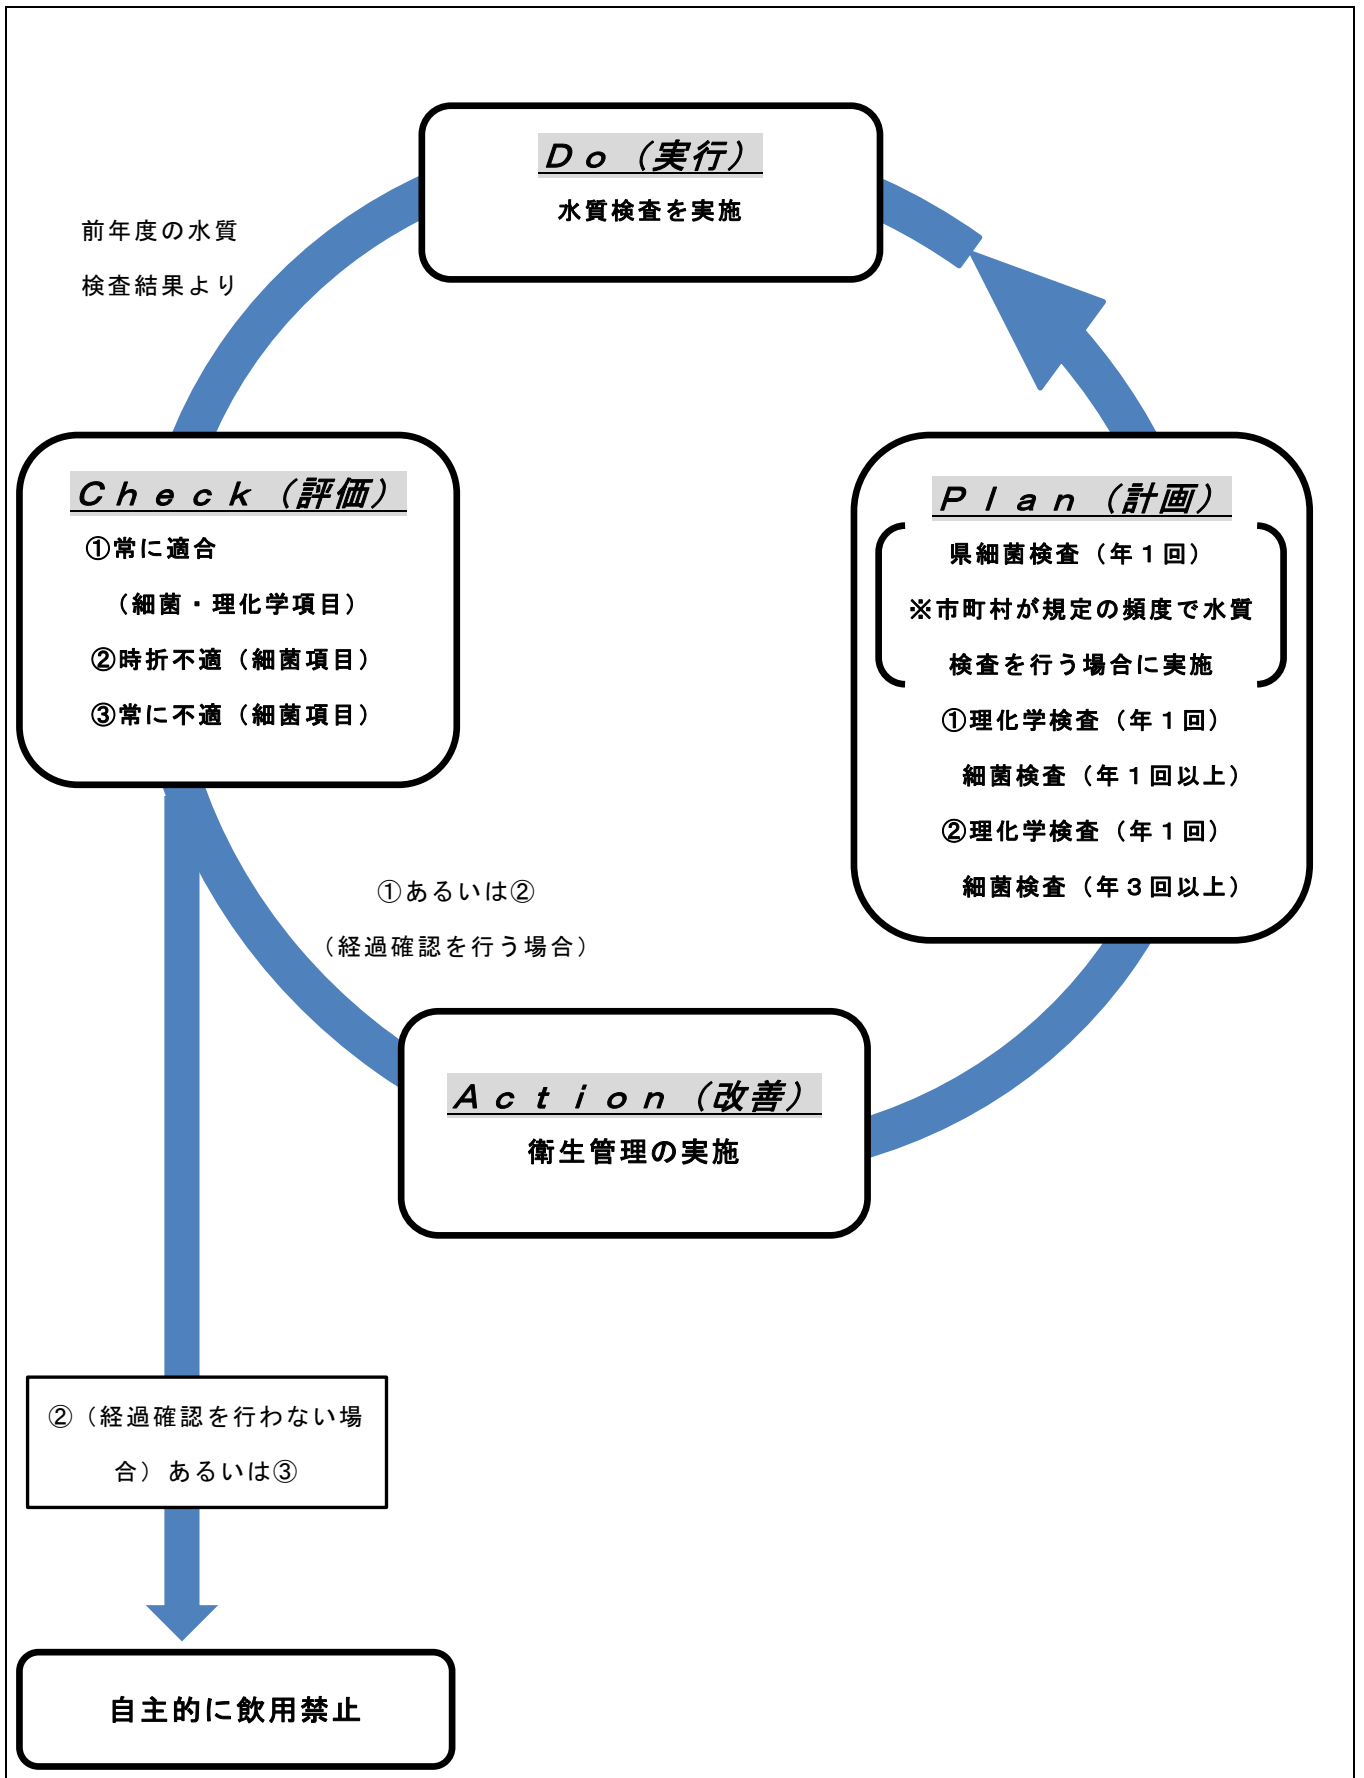 Ｄｏ（実行）
水質検査を実施
前年度の水質
検査結果より
Ｃｈｅｃｋ（評価）
①常に適合
（細菌・理化学項目）
②時折不適（細菌項目）
③常に不適（細菌項目）
Ｐｌａｎ（計画）
県細菌検査（年１回）
※市町村が規定の頻度で水質
検査を行う場合に実施
①理化学検査（年１回）
細菌検査（年１回以上）
②理化学検査（年１回）
細菌検査（年３回以上）
①あるいは②
（経過確認を行う場合）
Ａｃｔｉｏｎ（改善）
衛生管理の実施
②（経過確認を行わない場
合）あるいは③
自主的に飲用禁止